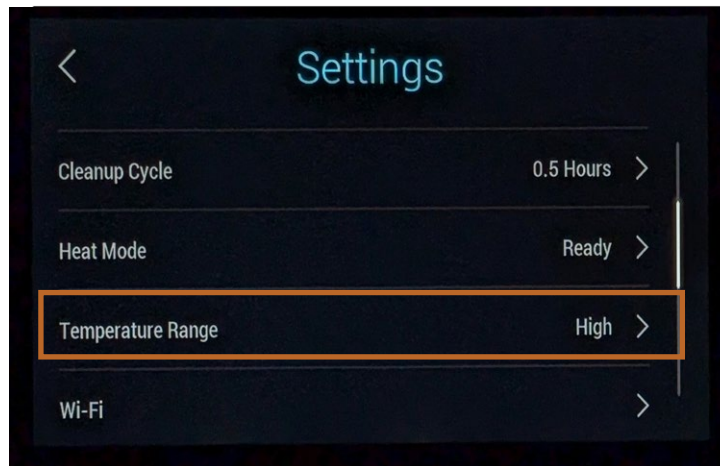 Settings
Cleanup Cycle 0.5 Hours
Heat Mode Ready
Temperature Range High
Wi-Fi